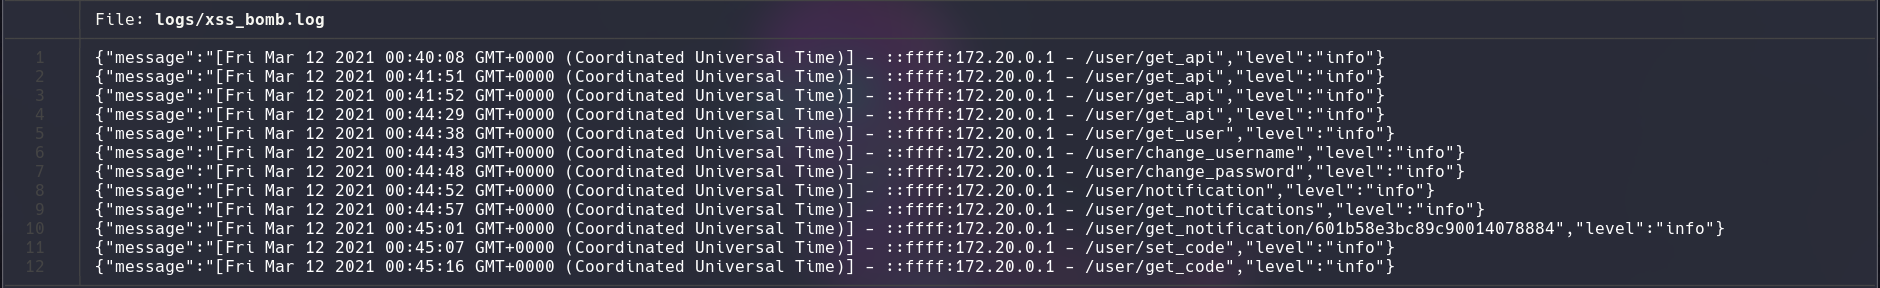 File: logs/xss_bomb.log
1 {"message":"[Fri Mar 12 2021 00:40:08 GMT+0000 (Coordinated Universal Time)] - ::ffff:172.20.0.1 - /user/get_api","level":"info"}
2 {"message":"[Fri Mar 12 2021 00:41:51 GMT+0000 (Coordinated Universal Time)] - ::ffff:172.20.0.1 - /user/get_api","level":"info"}
3 {"message":"[Fri Mar 12 2021 00:41:52 GMT+0000 (Coordinated Universal Time)] - ::ffff:172.20.0.1 - /user/get_api","level":"info"}
4 {"message":"[Fri Mar 12 2021 00:44:29 GMT+0000 (Coordinated Universal Time)] - ::ffff:172.20.0.1 - /user/get_api","level":"info"}
5 {"message":"[Fri Mar 12 2021 00:44:38 GMT+0000 (Coordinated Universal Time)] - ::ffff:172.20.0.1 - /user/get_user","level":"info"}
6 {"message":"[Fri Mar 12 2021 00:44:43 GMT+0000 (Coordinated Universal Time)] - ::ffff:172.20.0.1 - /user/change_username","level":"info"}
7 {"message":"[Fri Mar 12 2021 00:44:48 GMT+0000 (Coordinated Universal Time)] - ::ffff:172.20.0.1 - /user/change_password","level":"info"}
8 {"message":"[Fri Mar 12 2021 00:44:52 GMT+0000 (Coordinated Universal Time)] - ::ffff:172.20.0.1 - /user/notification","level":"info"}
9 {"message":"[Fri Mar 12 2021 00:44:57 GMT+0000 (Coordinated Universal Time)] - ::ffff:172.20.0.1 - /user/get_notifications","level":"info"}
10 {"message":"[Fri Mar 12 2021 00:45:01 GMT+0000 (Coordinated Universal Time)] - ::ffff:172.20.0.1 - /user/get_notification/601b58e3bc89c90014078884","level":"info"}
11 {"message":"[Fri Mar 12 2021 00:45:07 GMT+0000 (Coordinated Universal Time)] - ::ffff:172.20.0.1 - /user/set_code","level":"info"}
12 {"message":"[Fri Mar 12 2021 00:45:16 GMT+0000 (Coordinated Universal Time)] - ::ffff:172.20.0.1 - /user/get_code","level":"info"}